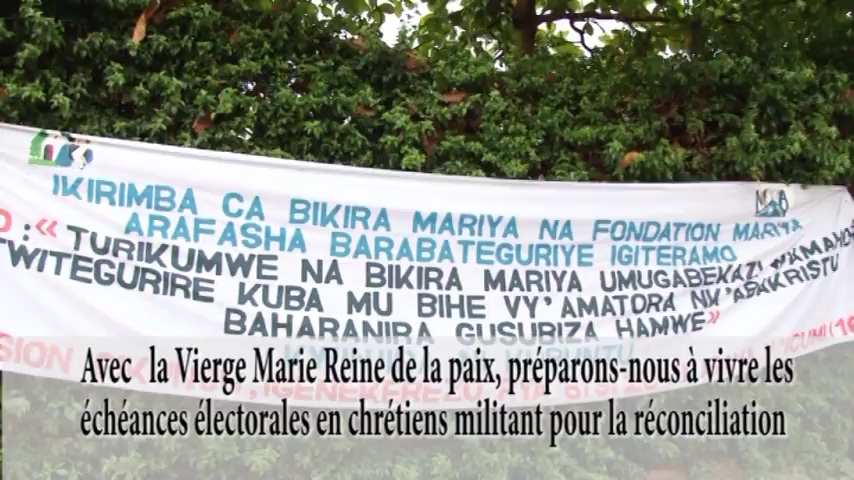 IKIRIMBA CA BIKIRA MARIYA NA FONDATION MARIYA
ARAFASHA BARABATEGURIYE IGITERAMO
: « TURIKUMWE NA BIKIRA MARIYA UMUGABEKAZI
TWITEGURIRE KUBA MU BIHE VY'AMATORA NK'ABAKRISTU
BAHARANIRA GUSUBIZA HAMWE»
Avec la Vierge Marie Reine de la paix, préparons-nous à vivre les
échéances électorales en chrétiens militant pour la réconciliation